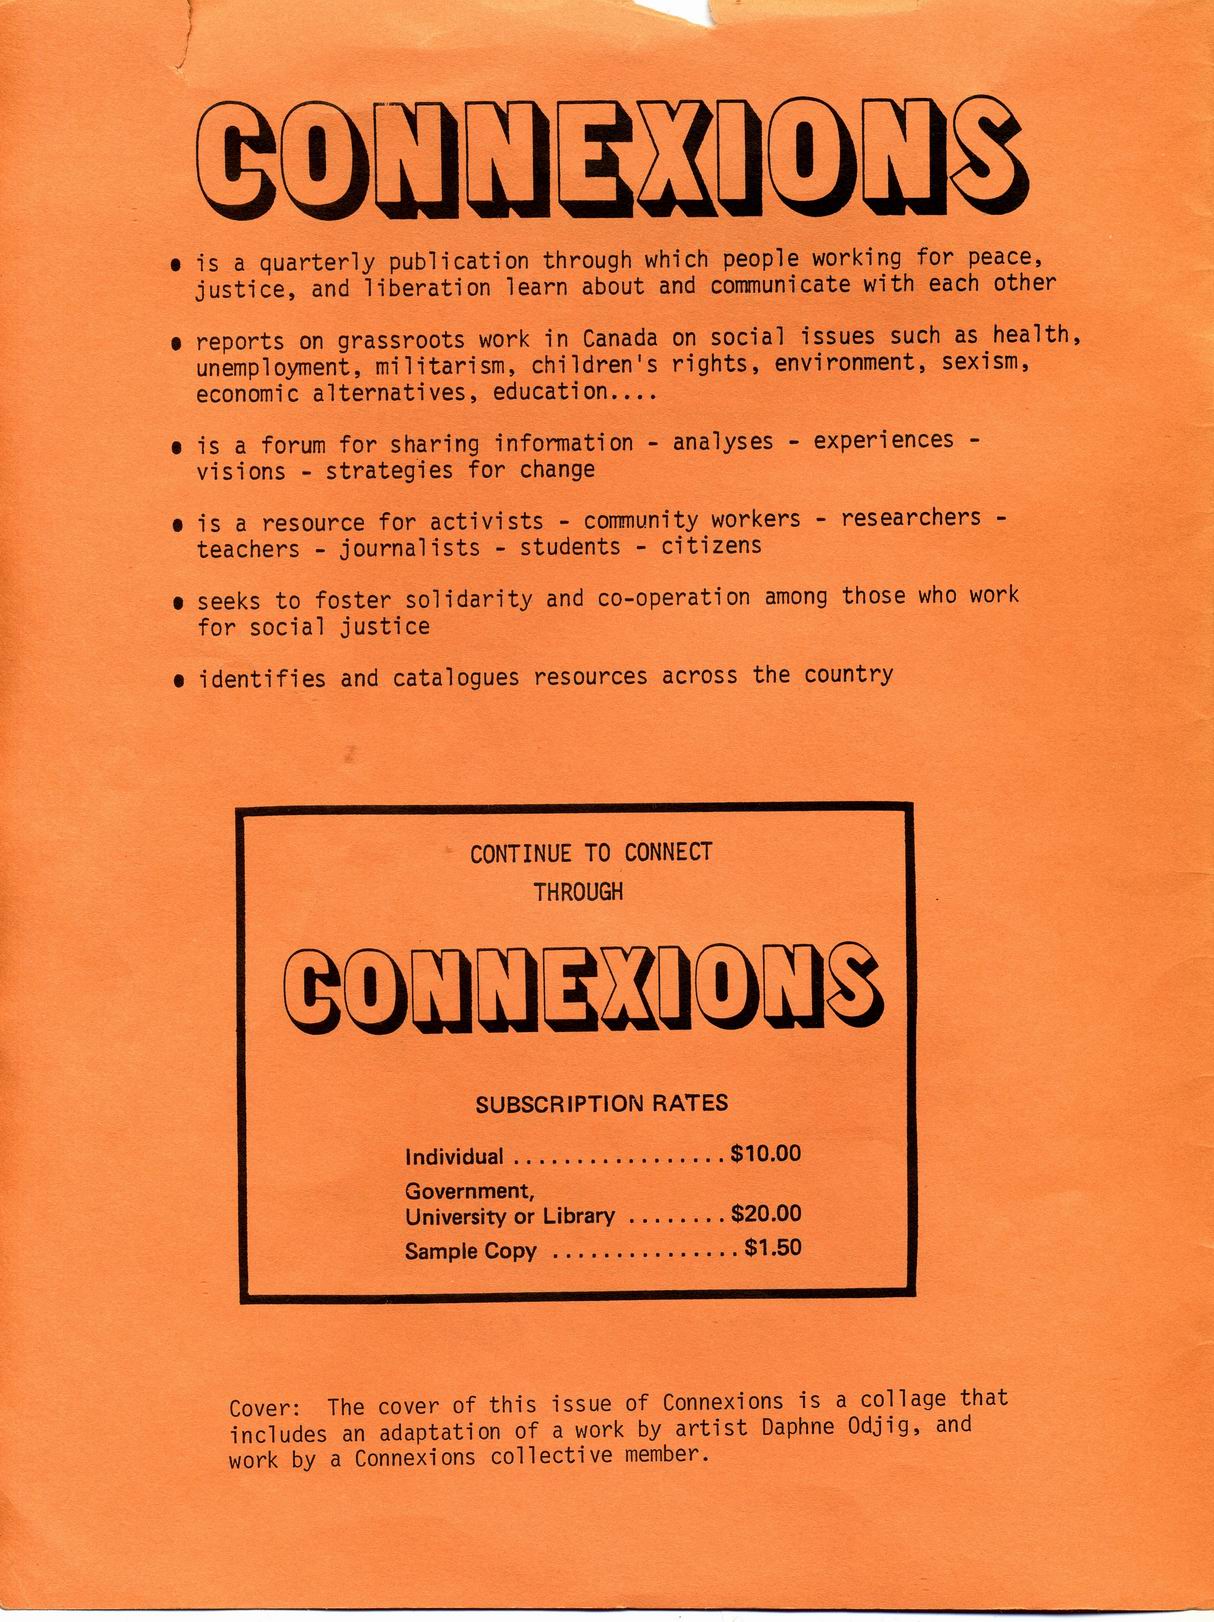 CONNEXIONS
• is a quarterly publication through which people working for peace,
justice, and liberation learn about and communicate with each other
• reports on grassroots work in Canada on social issues such as health,
unemployment, militarism, children's rights, environment, sexism,
economic alternatives, education....
• is a forum for sharing information - analyses - experiences -
visions - strategies for change
• is a resource for activists - community workers - researchers -
teachers - journalists - students - citizens
• seeks to foster solidarity and co-operation among those who work
for social justice
• identifies and catalogues resources across the country
CONTINUE TO CONNECT
THROUGH
CONNEXIONS
SUBSCRIPTION RATES
Individual ................. $10.00
Government,
University or Library ........ $20.00
Sample Copy ............... $1.50
Cover:  The cover of this issue of Connexions is a collage that
includes an adaptation of a work by artist Daphne Odjig, and
work by a Connexions collective member.